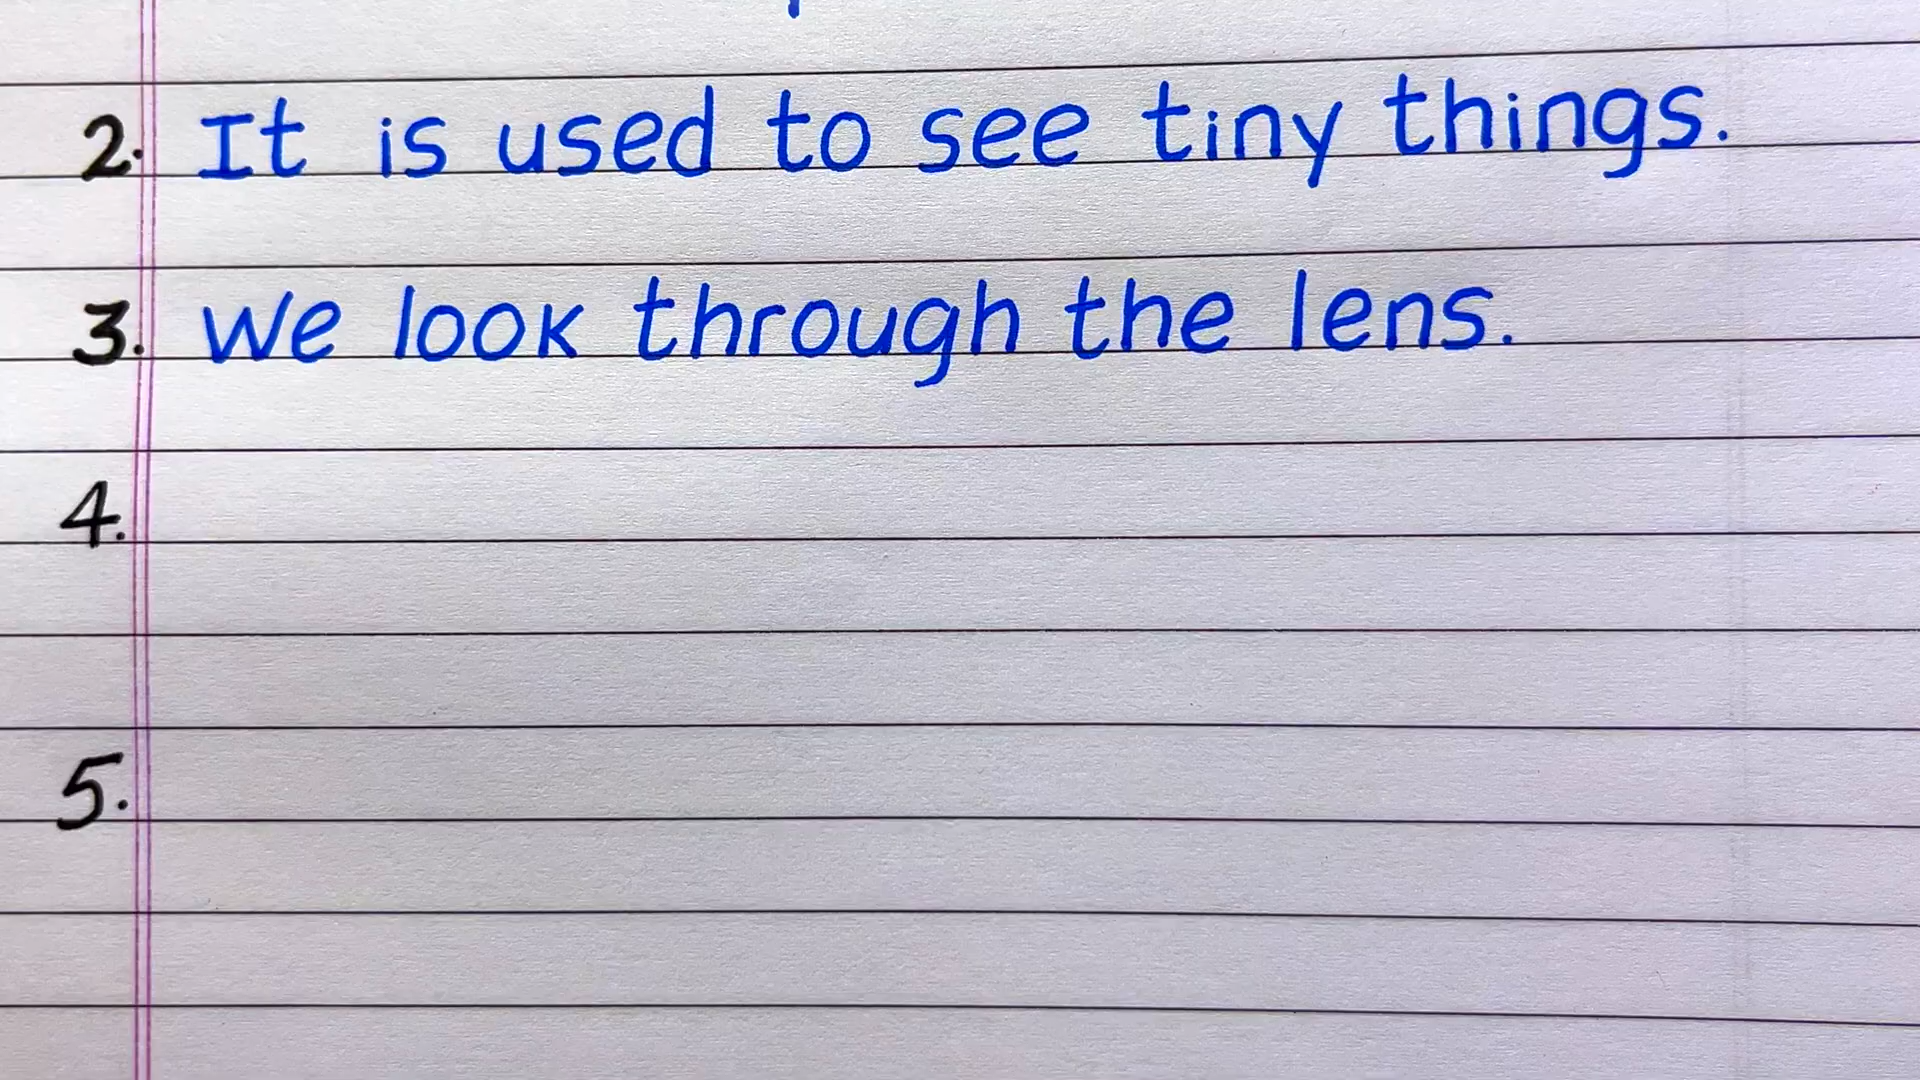 2. It is used to see tiny things.
3. We look through the lens.
4.
5.